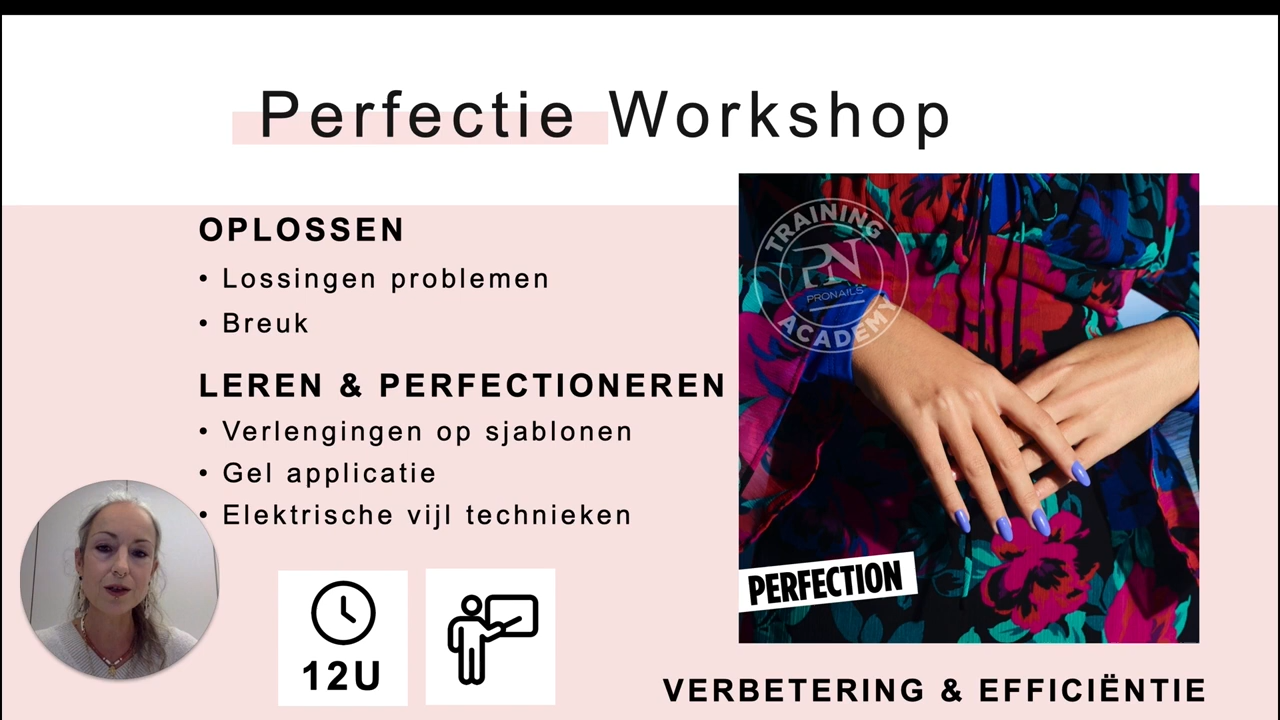 Perfectie Workshop
OPLOSSEN
• Lossingen problemen
• Breuk
LEREN & PERFECTIONEREN
• Verlengingen op sjablonen
• Gel applicatie
• Elektrische vijl technieken
12U
TRAINING
PN
PRONAILS
ACADEMY
PERFECTION
VERBETERING & EFFICIËNTIE